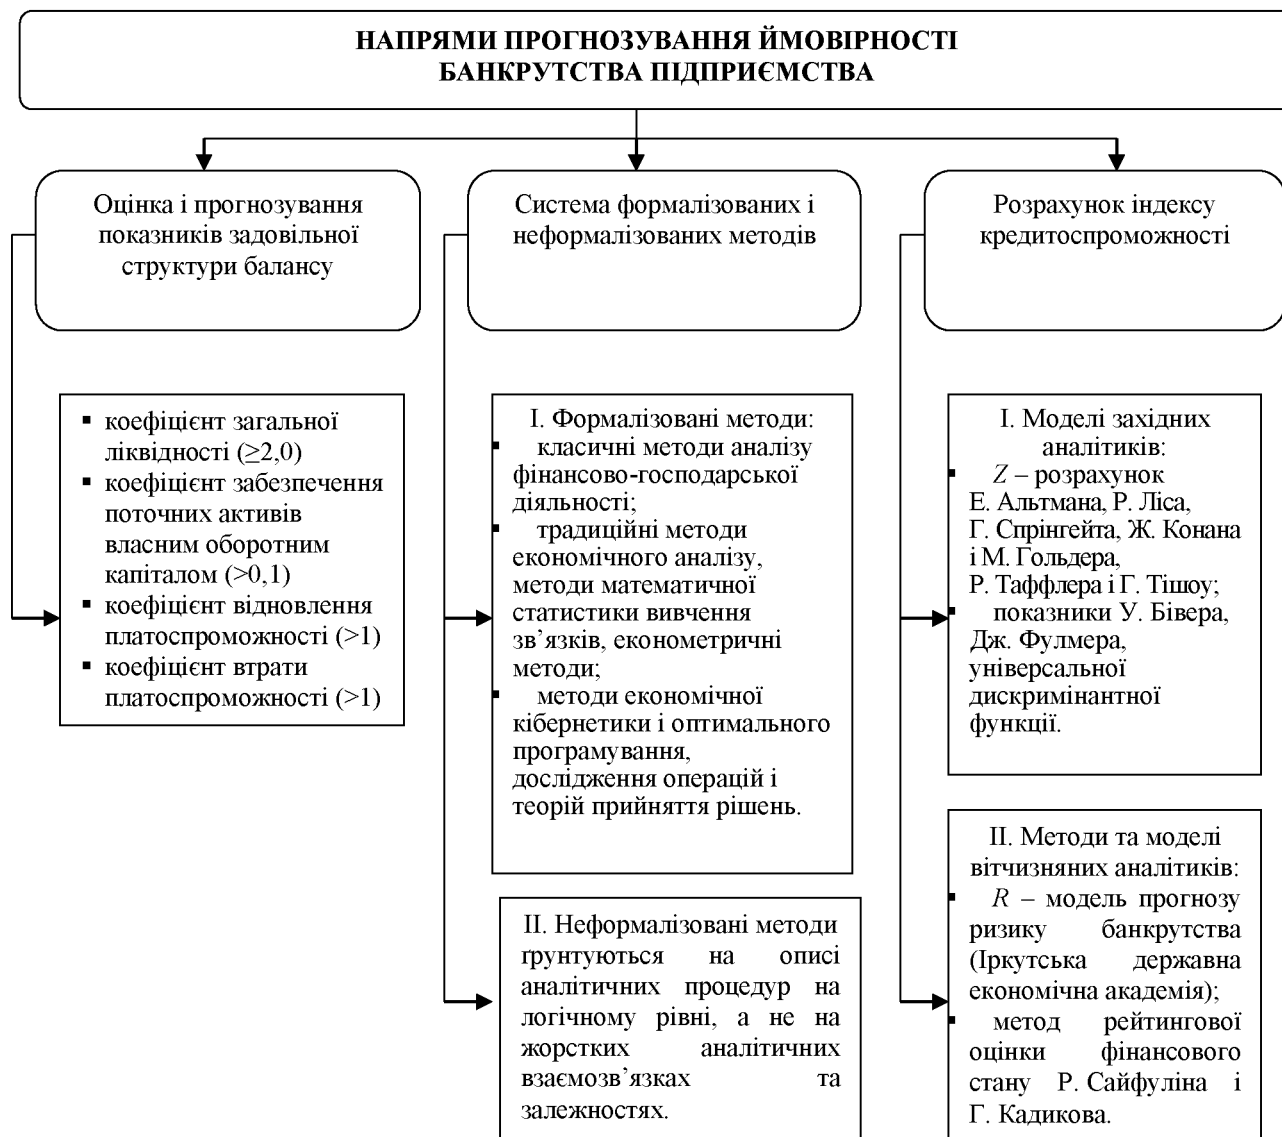 НАПРЯМИ ПРОГНОЗУВАННЯ ЙМОВІРНОСТІ
БАНКРУТСТВА ПІДПРИЄМСТВА
Оцінка і прогнозування
показників задовільної
структури балансу
▪ коефіцієнт загальної
ліквідності (≥2,0)
▪ коефіцієнт забезпечення
поточних активів
власним оборотним
капіталом (>0,1)
▪ коефіцієнт відновлення
платоспроможності (>1)
▪ коефіцієнт втрати
платоспроможності (>1)
Система формалізованих і
неформалізованих методів
І. Формалізовані методи:
▪ класичні методи аналізу
фінансово-господарської
діяльності;
▪ традиційні методи
економічного аналізу,
методи математичної
статистики вивчення
зв’язків, економетричні
методи;
▪ методи економічної
кібернетики і оптимального
програмування,
дослідження операцій і
теорій прийняття рішень.
ІІ. Неформалізовані методи
ґрунтуються на описі
аналітичних процедур на
логічному рівні, а не на
жорстких аналітичних
взаємозв’язках та
залежностях.
Розрахунок індексу
кредитоспроможності
І. Моделі західних
аналітиків:
▪ Z – розрахунок
Е. Альтмана, Р. Ліса,
Г. Спрінгейта, Ж. Конана
і М. Гольдера,
Р. Таффлера і Г. Тішоу;
▪ показники У. Бівера,
Дж. Фулмера,
універсальної
дискримінантної
функції.
ІІ. Методи та моделі
вітчизняних аналітиків:
▪ R – модель прогнозу
ризику банкрутства
(Іркутська державна
економічна академія);
▪ метод рейтингової
оцінки фінансового
стану Р. Сайфуліна і
Г. Кадикова.